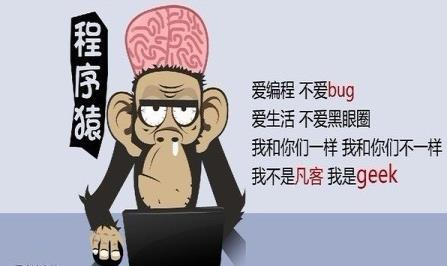 程序猿
爱编程 不爱bug
爱生活 不爱黑眼圈
我和你们一样 我和你们不一样
我不是凡客 我是geek